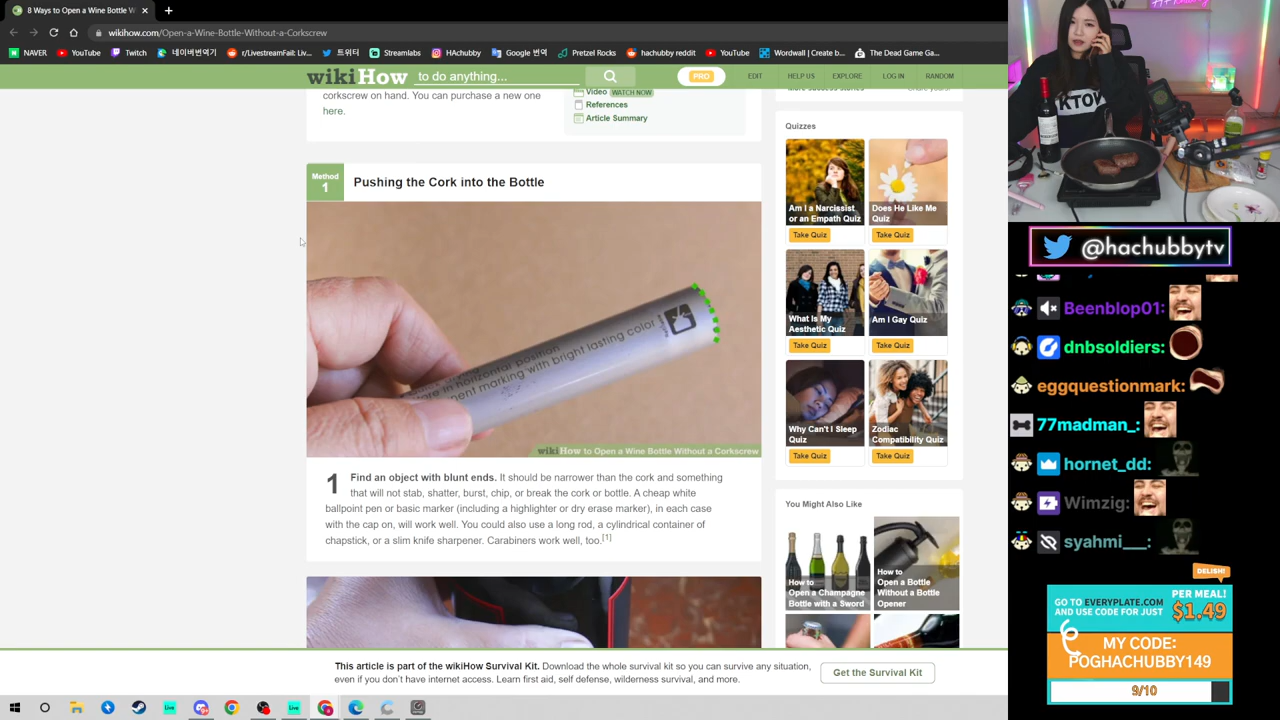 8 Ways to Open a Wine Bottle W
wikihow.com/Open-a-Wine-Bottle-Without-a-Corkscrew
NAVER
YouTube
Twitch
네이버번역기
r/LivestreamFail: Liv...
트위터
Streamlabs
HAchubby
Google 번역
Pretzel Rocks
hachubby reddit
YouTube
Wordwall | Create b...
The Dead Game Ga...
wikiHow
to do anything...
PRO
EDIT
HELP US
EXPLORE
LOG IN
RANDOM
corkscrew on hand. You can purchase a new one
here.
Video WATCH NOW
References
Article Summary
Method
1
Pushing the Cork into the Bottle
ent marking with bright lasting color
wikiHow to Open a Wine Bottle Without a Corkscrew
1
Find an object with blunt ends. It should be narrower than the cork and something
that will not stab, shatter, burst, chip, or break the cork or bottle. A cheap white
ballpoint pen or basic marker (including a highlighter or dry erase marker), in each case
with the cap on, will work well. You could also use a long rod, a cylindrical container of
chapstick, or a slim knife sharpener. Carabiners work well, too.[1]
Quizzes
Am I a Narcissist
or an Empath Quiz
Take Quiz
Does He Like Me
Quiz
Take Quiz
What Is My
Aesthetic Quiz
Take Quiz
Am I Gay Quiz
Take Quiz
Why Can't I Sleep
Quiz
Take Quiz
Zodiac
Compatibility Quiz
Take Quiz
You Might Also Like
How to
Open a Champagne
Bottle with a Sword
How to
Open a Bottle
Without a Bottle
Opener
This article is part of the wikiHow Survival Kit. Download the whole survival kit so you can survive any situation,
even if you don't have internet access. Learn first aid, self defense, wilderness survival, and more.
Get the Survival Kit
@hachubbytv
Beenblop01:
dnbsoldiers:
eggquestionmark:
77madman_:
hornet_dd:
Wimzig:
syahmi___:
DELISH!
GO TO EVERYPLATE.COM
AND USE CODE FOR JUST
PER MEAL!
$1.49
MY CODE:
POGHACHUBBY149
9/10